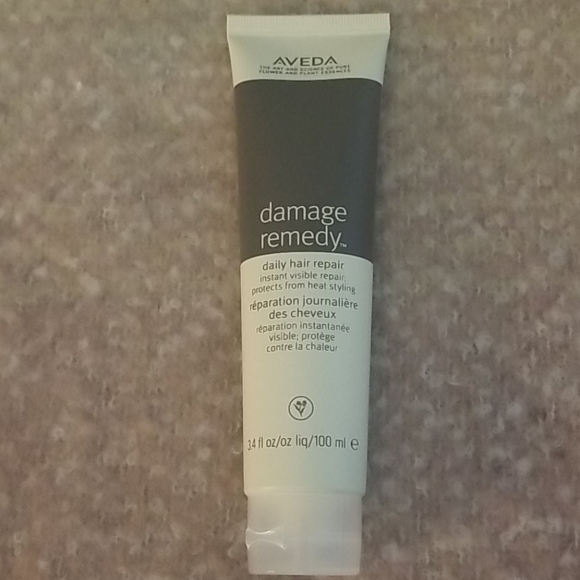 AVEDA
THE ART AND SCIENCE OF PURE
FLOWER AND PLANT ESSENCES
damage
remedy™
daily hair repair
instant visible repair;
protects from heat styling
réparation journalière
des cheveux
réparation instantanée
visible; protège
contre la chaleur
3.4 fl oz/oz liq/100 ml ℮